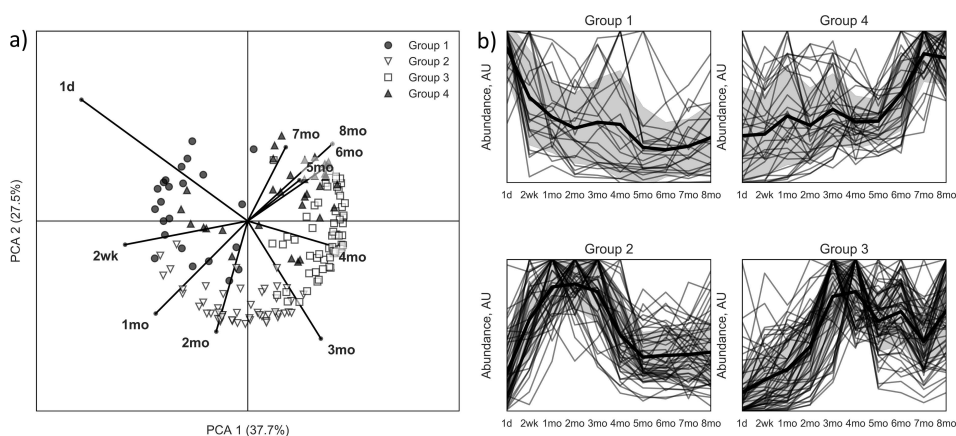 a)
Group 1
Group 2
Group 3
Group 4
1d
7mo
8mo
6mo
5mo
2wk
4mo
1mo
2mo
3mo
PCA 2 (27.5%)
PCA 1 (37.7%)
b)
Group 1
Abundance, AU
1d 2wk 1mo 2mo 3mo 4mo 5mo 6mo 7mo 8mo
Group 4
Abundance, AU
1d 2wk 1mo 2mo 3mo 4mo 5mo 6mo 7mo 8mo
Group 2
Abundance, AU
1d 2wk 1mo 2mo 3mo 4mo 5mo 6mo 7mo 8mo
Group 3
Abundance, AU
1d 2wk 1mo 2mo 3mo 4mo 5mo 6mo 7mo 8mo